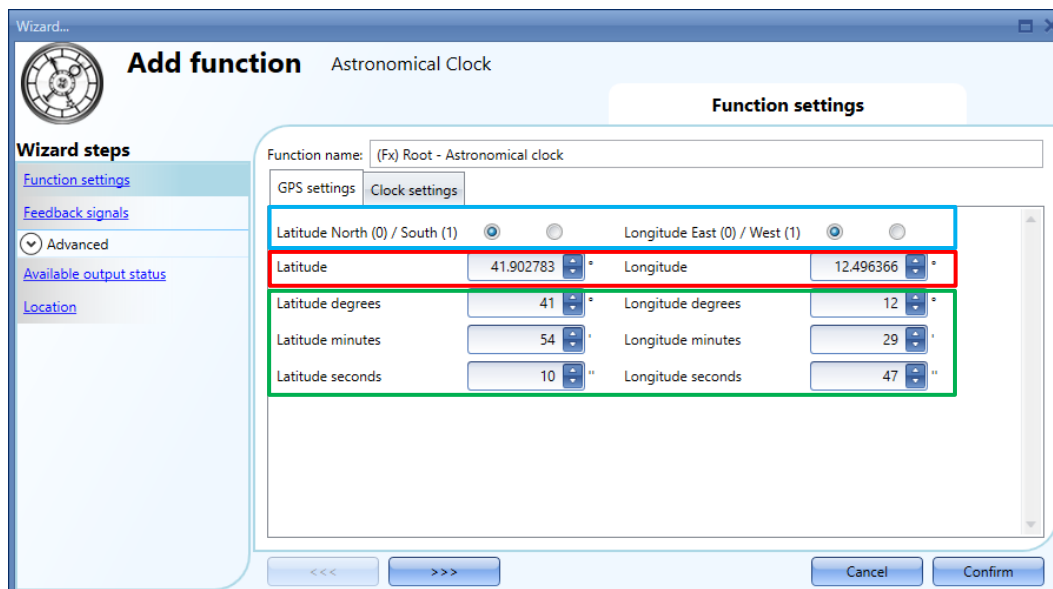 Wizard...
Add function Astronomical Clock
Function settings
Wizard steps
Function settings
Feedback signals
Advanced
Available output status
Location
Function name: (Fx) Root - Astronomical clock
GPS settings Clock settings
Latitude North (0) / South (1) Longitude East (0) / West (1)
Latitude 41.902783 ° Longitude 12.496366 °
Latitude degrees 41 ° Longitude degrees 12 °
Latitude minutes 54 ' Longitude minutes 29 '
Latitude seconds 10 '' Longitude seconds 47 ''
<<< >>> Cancel Confirm